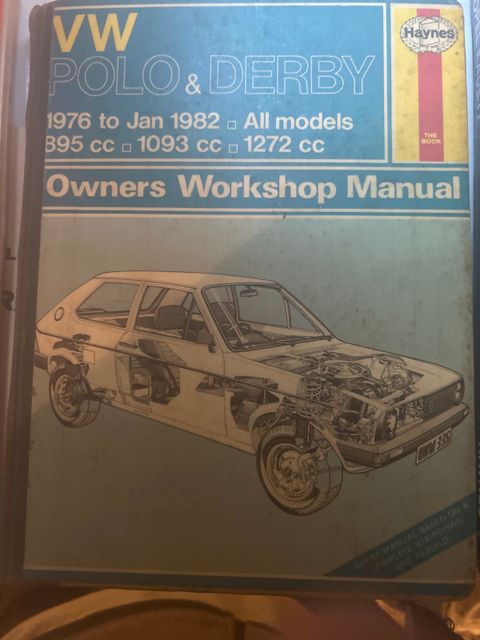 VW
POLO & DERBY
1976 to Jan 1982 □ All models
895 cc □ 1093 cc □ 1272 cc
Haynes
THE
BOOK
Owners Workshop Manual
EVERY MANUAL BASED ON A
COMPLETE STRIPDOWN
AND REBUILD